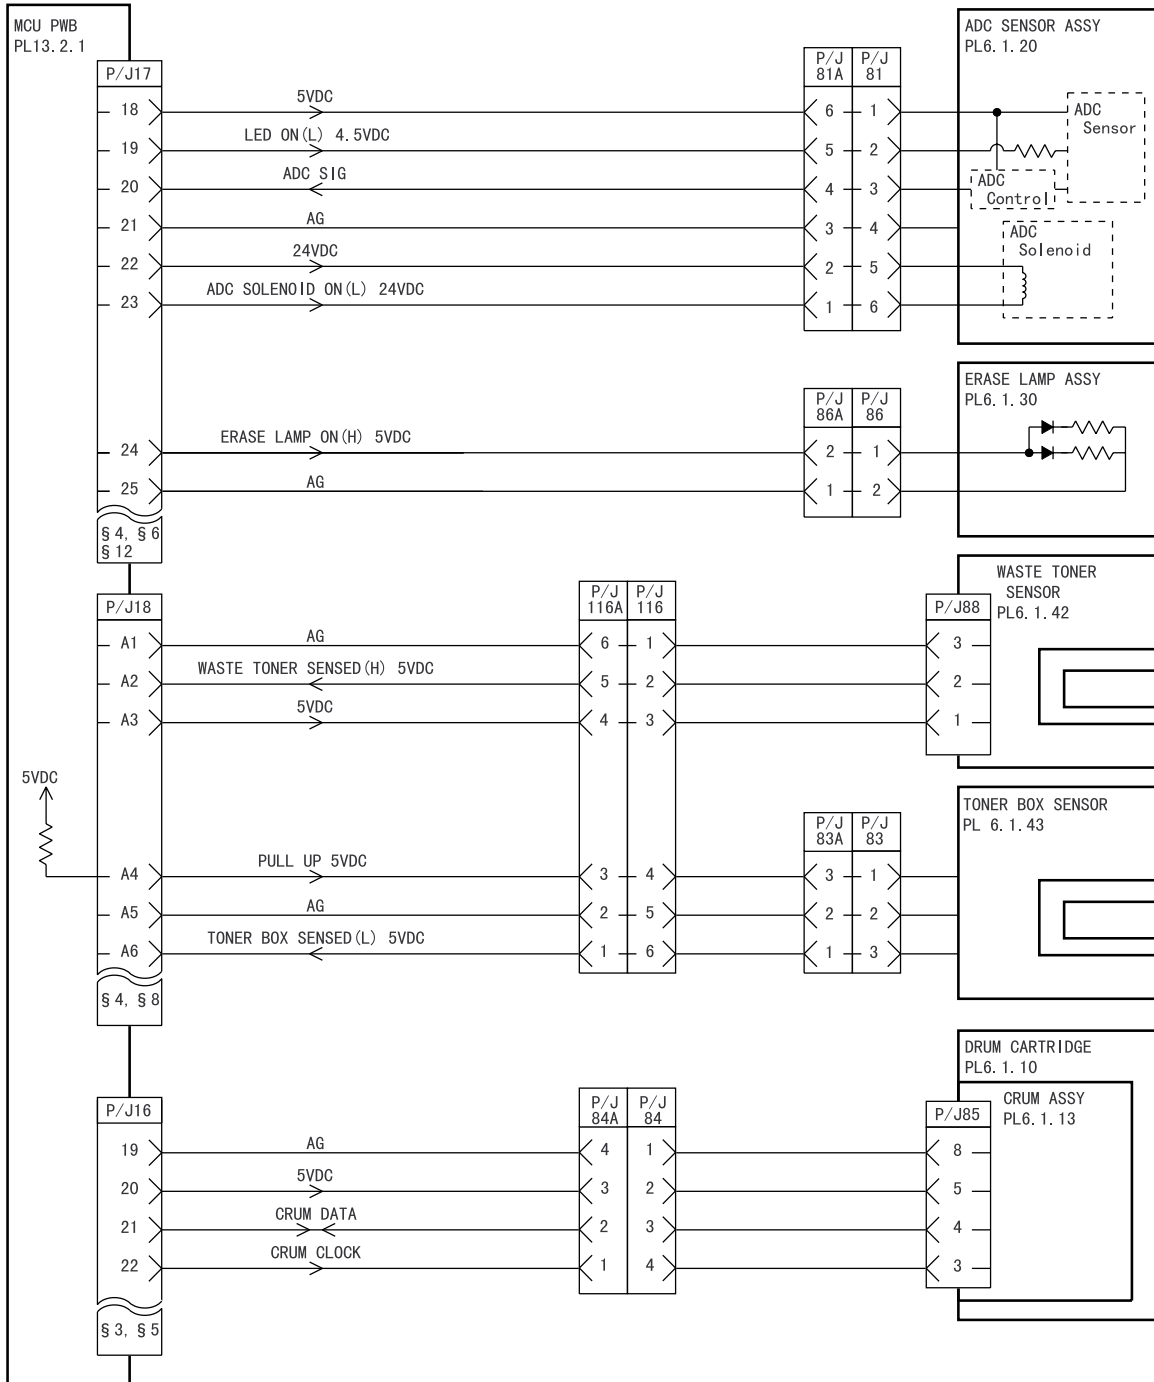 MCU PWB
PL13.2.1
P/J17
18
19
20
21
22
23
24
25
§4, §6
§12
5VDC
LED ON(L) 4.5VDC
ADC SIG
AG
24VDC
ADC SOLENOID ON(L) 24VDC
P/J P/J
81A 81
6 1
5 2
4 3
3 4
2 5
1 6
ADC SENSOR ASSY
PL6.1.20
ADC
Sensor
ADC
Control
ADC
Solenoid
ERASE LAMP ON(H) 5VDC
AG
P/J P/J
86A 86
2 1
1 2
ERASE LAMP ASSY
PL6.1.30
P/J18
A1
A2
A3
A4
A5
A6
§4, §8
5VDC
AG
WASTE TONER SENSED(H) 5VDC
5VDC
PULL UP 5VDC
AG
TONER BOX SENSED(L) 5VDC
P/J P/J
116A 116
6 1
5 2
4 3
3 4
2 5
1 6
P/J88
3
2
1
WASTE TONER
SENSOR
PL6.1.42
P/J P/J
83A 83
3 1
2 2
1 3
TONER BOX SENSOR
PL 6.1.43
P/J16
19
20
21
22
§3, §5
AG
5VDC
CRUM DATA
CRUM CLOCK
P/J P/J
84A 84
4 1
3 2
2 3
1 4
P/J85
8
5
4
3
DRUM CARTRIDGE
PL6.1.10
CRUM ASSY
PL6.1.13